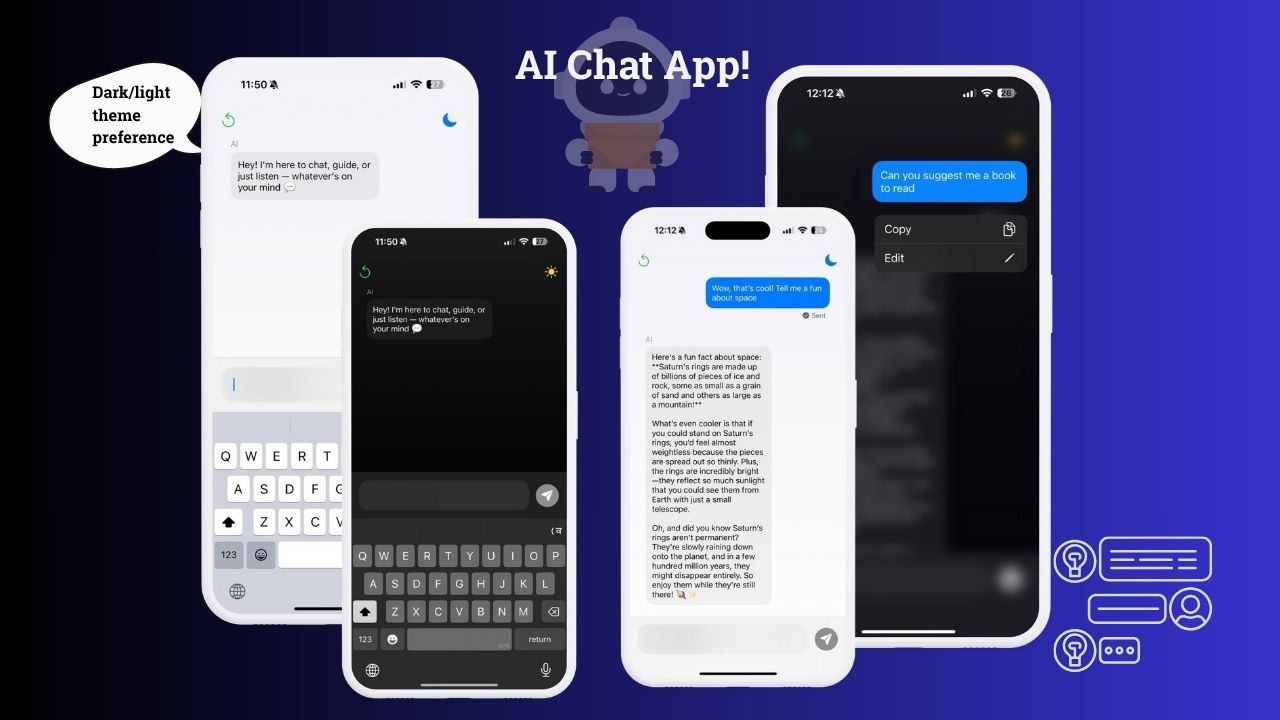 AI Chat App!
Dark/light
theme
preference
11:50
27
AI
Hey! I'm here to chat, guide, or
just listen — whatever's on
your mind 💬
Q W E R T
A S D F G
Z X C V
123
11:50
27
AI
Hey! I'm here to chat, guide, or
just listen — whatever's on
your mind 💬
Q W E R T Y U I O P
A S D F G H J K L
Z X C V B N M
123
return
12:12
26
Wow, that's cool! Tell me a fun
about space
Sent
AI
Here's a fun fact about space:
**Saturn's rings are made up
of billions of pieces of ice and
rock, some as small as a grain
of sand and others as large as
a mountain!**
What's even cooler is that if
you could stand on Saturn's
rings, you'd feel almost
weightless because the pieces
are spread out so thinly. Plus,
the rings are incredibly bright
—they reflect so much sunlight
that you could see them from
Earth with just a small
telescope.
Oh, and did you know Saturn's
rings aren't permanent?
They're slowly raining down
onto the planet, and in a few
hundred million years, they
might disappear entirely. So
enjoy them while they're still
there! 🪐✨
12:12
26
Can you suggest me a book
to read
Copy
Edit